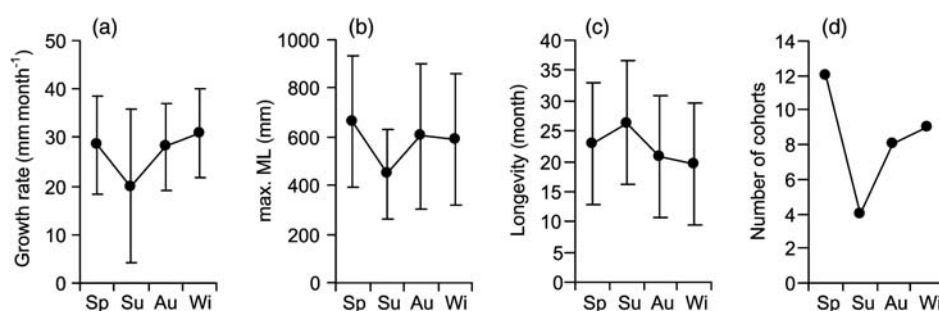 (a)
Growth rate (mm month-1)
50
40
30
20
10
0
Sp Su Au Wi
(b)
max. ML (mm)
1000
800
600
400
200
0
Sp Su Au Wi
(c)
Longevity (month)
40
35
30
25
20
15
10
5
0
Sp Su Au Wi
(d)
Number of cohorts
14
12
10
8
6
4
2
0
Sp Su Au Wi